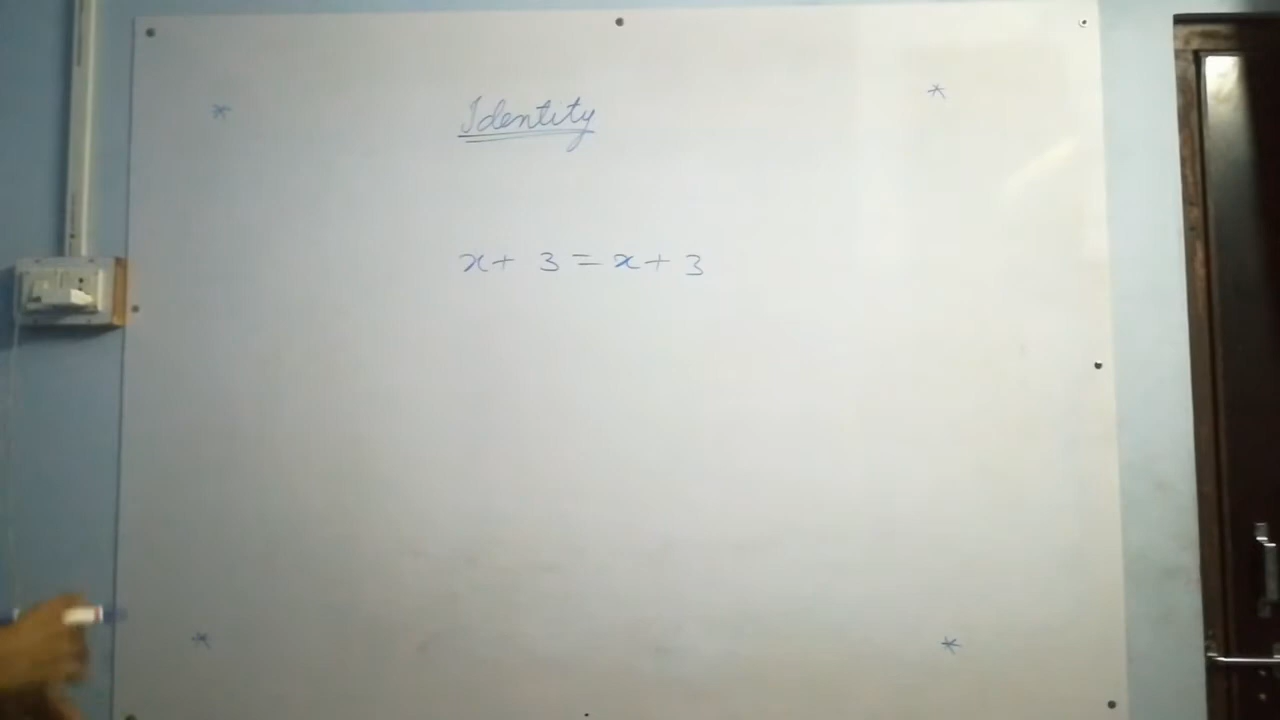 * *
Identity
x + 3 = x + 3
* *